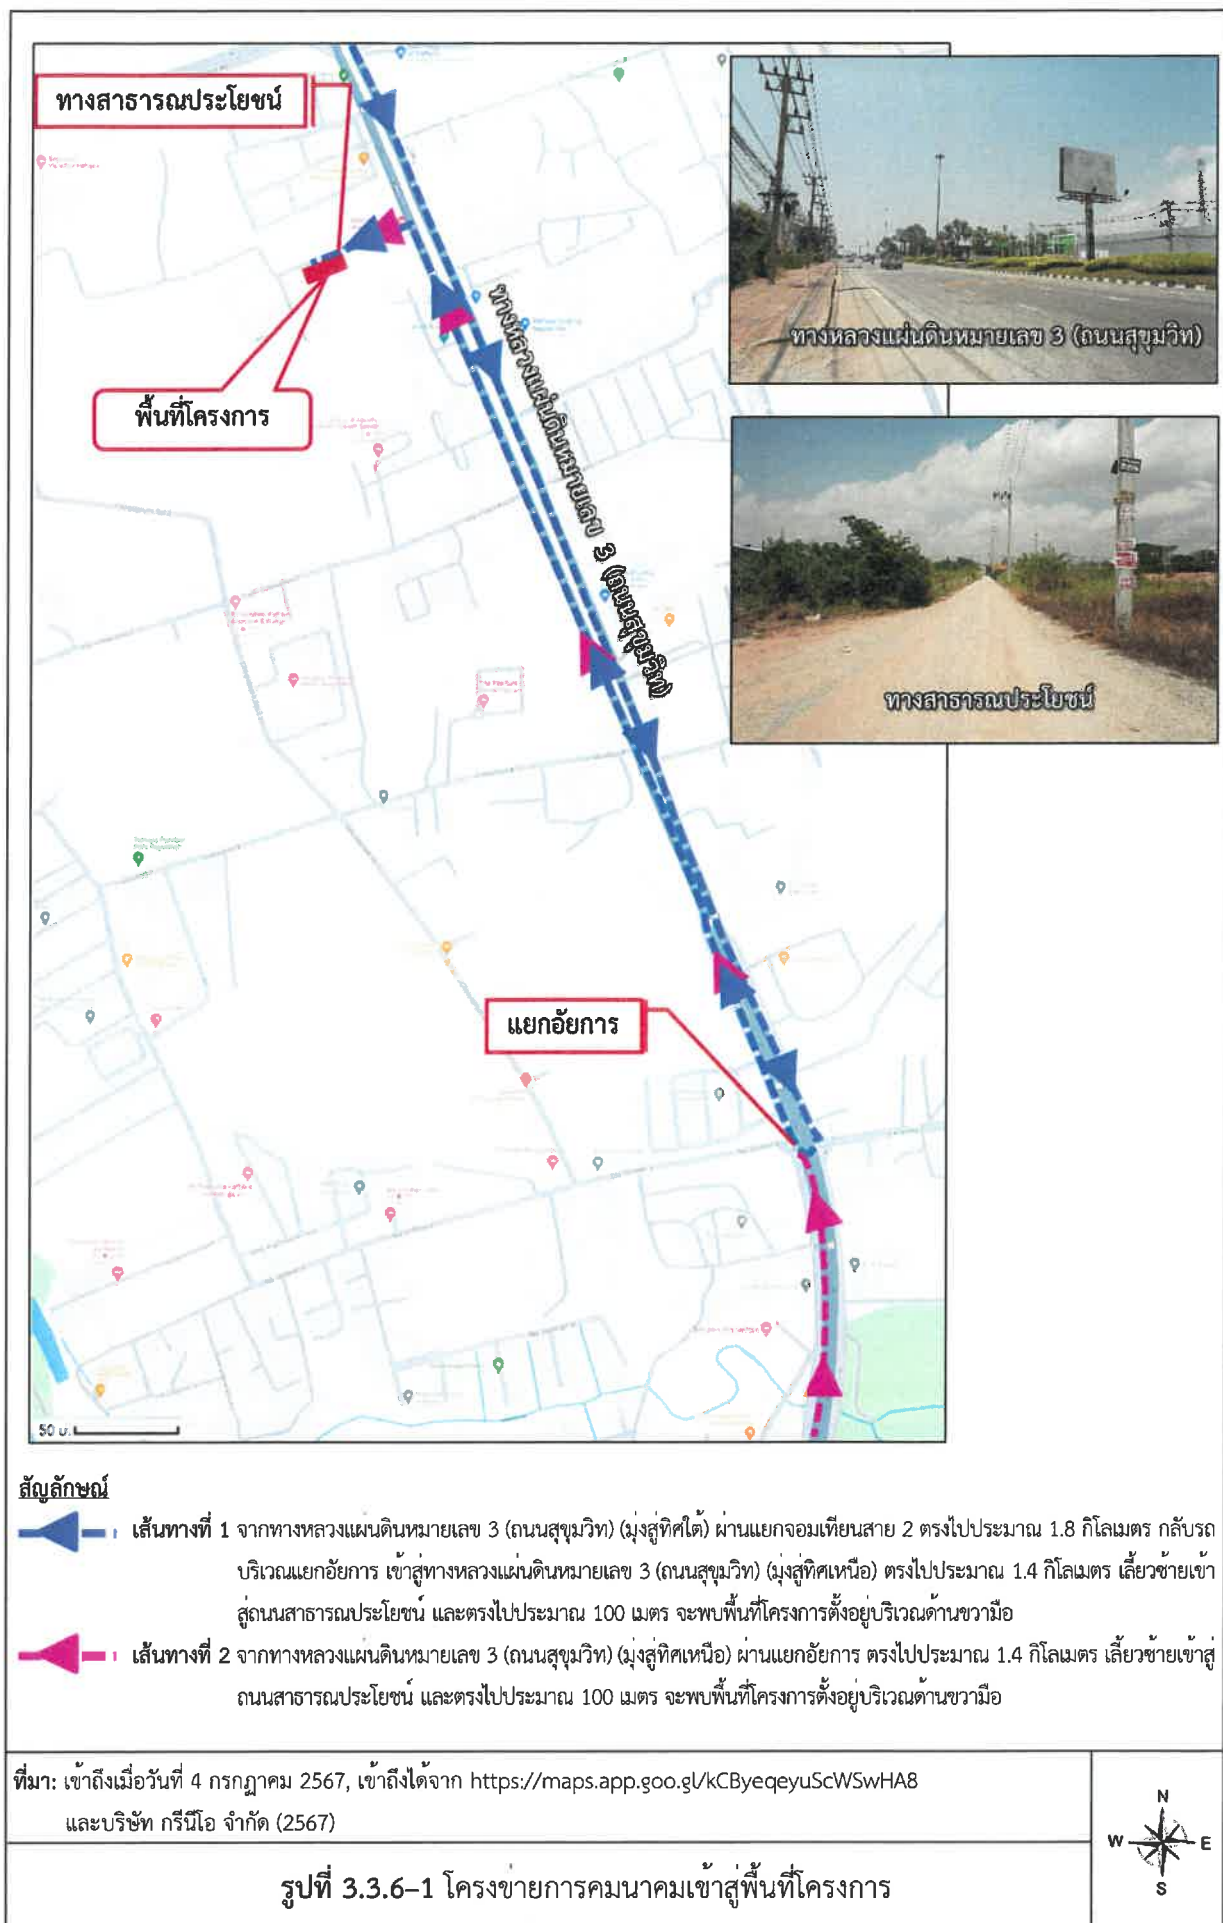 ทางสาธารณประโยชน์
ทางหลวงแผ่นดินหมายเลข 3 (ถนนสุขุมวิท)
ทางหลวงแผ่นดินหมายเลข 3 (ถนนสุขุมวิท)
พื้นที่โครงการ
ทางสาธารณประโยชน์
แยกอัยการ
50 ม.
สัญลักษณ์
เส้นทางที่ 1 จากทางหลวงแผ่นดินหมายเลข 3 (ถนนสุขุมวิท) (มุ่งสู่ทิศใต้) ผ่านแยกจอมเทียนสาย 2 ตรงไปประมาณ 1.8 กิโลเมตร กลับรถ
บริเวณแยกอัยการ เข้าสู่ทางหลวงแผ่นดินหมายเลข 3 (ถนนสุขุมวิท) (มุ่งสู่ทิศเหนือ) ตรงไปประมาณ 1.4 กิโลเมตร เลี้ยวซ้ายเข้า
สู่ถนนสาธารณประโยชน์ และตรงไปประมาณ 100 เมตร จะพบพื้นที่โครงการตั้งอยู่บริเวณด้านขวามือ
เส้นทางที่ 2 จากทางหลวงแผ่นดินหมายเลข 3 (ถนนสุขุมวิท) (มุ่งสู่ทิศเหนือ) ผ่านแยกอัยการ ตรงไปประมาณ 1.4 กิโลเมตร เลี้ยวซ้ายเข้าสู่
ถนนสาธารณประโยชน์ และตรงไปประมาณ 100 เมตร จะพบพื้นที่โครงการตั้งอยู่บริเวณด้านขวามือ
ที่มา: เข้าถึงเมื่อวันที่ 4 กรกฎาคม 2567, เข้าถึงได้จาก https://maps.app.goo.gl/kCByeqeyuScWSwHA8
และบริษัท กรีนีโอ จำกัด (2567)
N
W
E
S
รูปที่ 3.3.6-1 โครงข่ายการคมนาคมเข้าสู่พื้นที่โครงการ